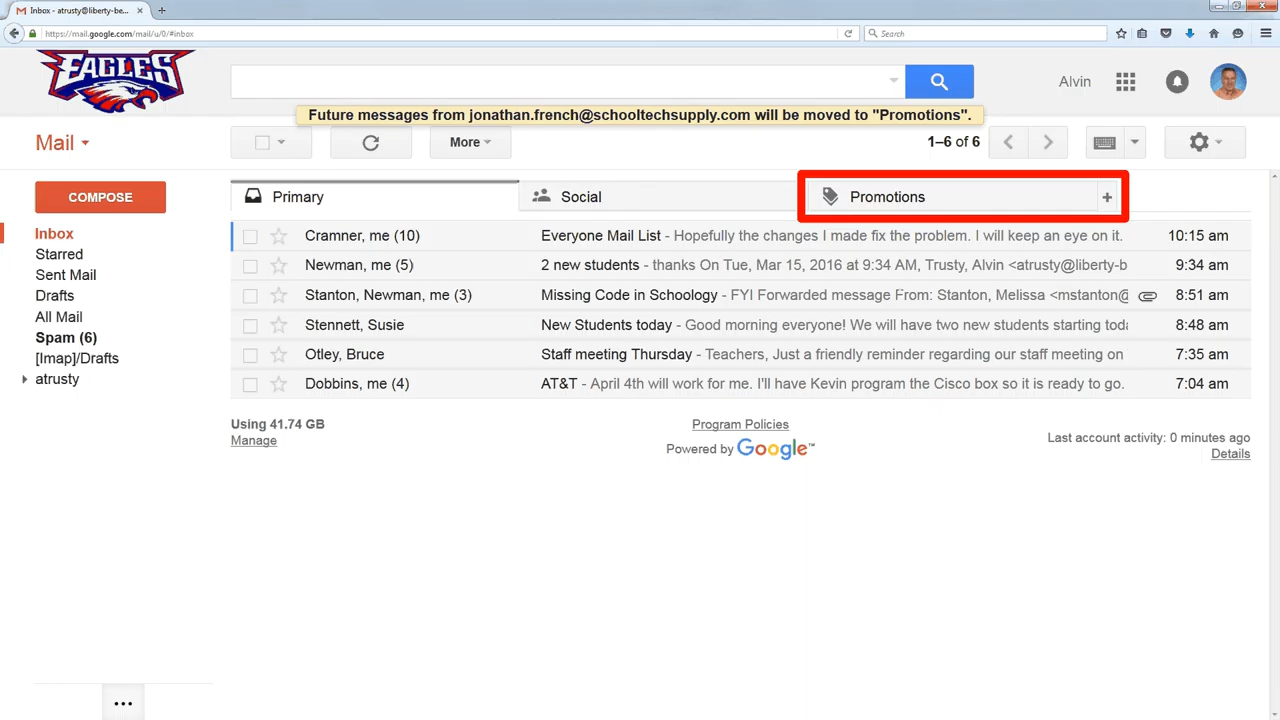 Inbox - atrusty@liberty-be...
https://mail.google.com/mail/u/0/#inbox
Search
EAGLES
Alvin
Future messages from jonathan.french@schooltechsupply.com will be moved to "Promotions".
Mail
More
1–6 of 6
COMPOSE
Inbox
Starred
Sent Mail
Drafts
All Mail
Spam (6)
[Imap]/Drafts
atrusty
Primary
Social
Promotions
+
Cramner, me (10) Everyone Mail List - Hopefully the changes I made fix the problem. I will keep an eye on it. 10:15 am
Newman, me (5) 2 new students - thanks On Tue, Mar 15, 2016 at 9:34 AM, Trusty, Alvin <atrusty@liberty-b 9:34 am
Stanton, Newman, me (3) Missing Code in Schoology - FYI Forwarded message From: Stanton, Melissa <mstanton@ 8:51 am
Stennett, Susie New Students today - Good morning everyone! We will have two new students starting toda 8:48 am
Otley, Bruce Staff meeting Thursday - Teachers, Just a friendly reminder regarding our staff meeting on 7:35 am
Dobbins, me (4) AT&T - April 4th will work for me. I'll have Kevin program the Cisco box so it is ready to go. 7:04 am
Using 41.74 GB
Manage
Program Policies
Powered by Google™
Last account activity: 0 minutes ago
Details